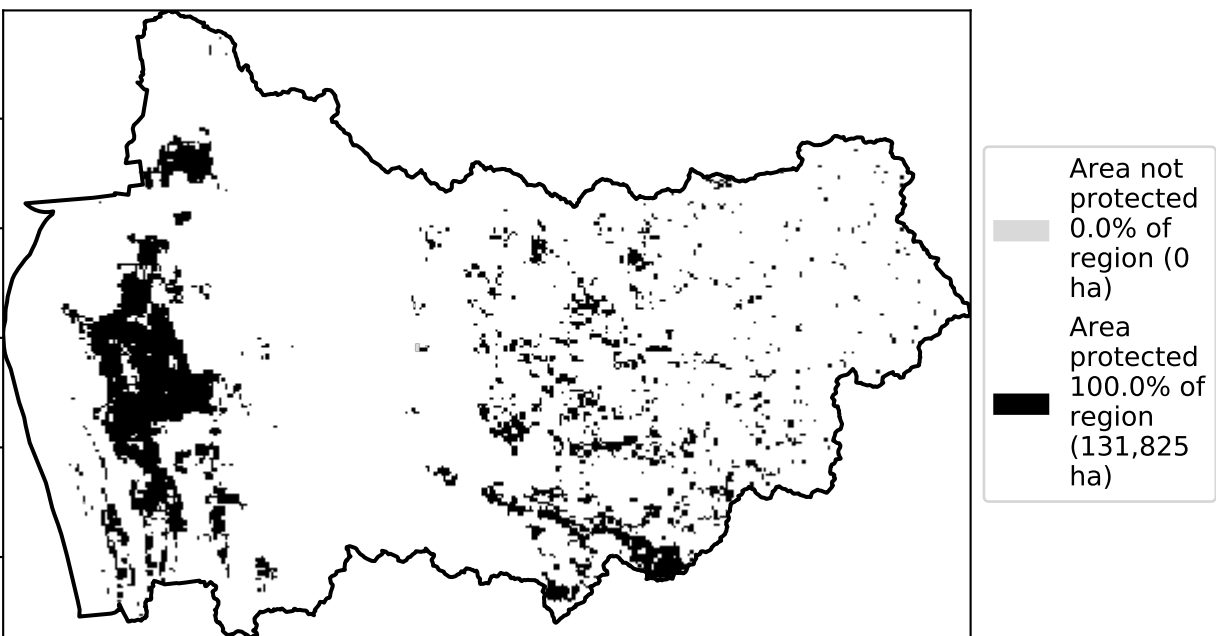 Area not
protected
0.0% of
region (0
ha)
Area
protected
100.0% of
region
(131,825
ha)